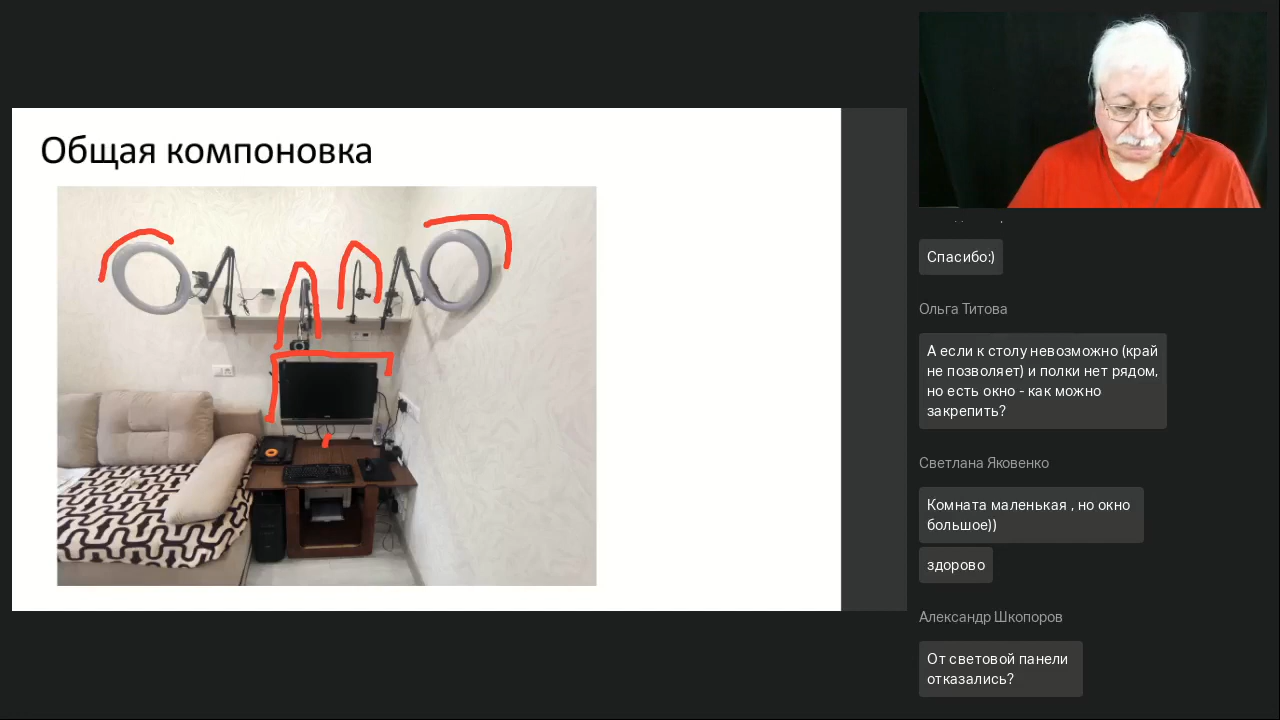 Общая компоновка
Спасибо:)
Ольга Титова
А если к столу невозможно (край
не позволяет) и полки нет рядом,
но есть окно - как можно
закрепить?
Светлана Яковенко
Комната маленькая , но окно
большое))
здорово
Александр Шкопоров
От световой панели
отказались?